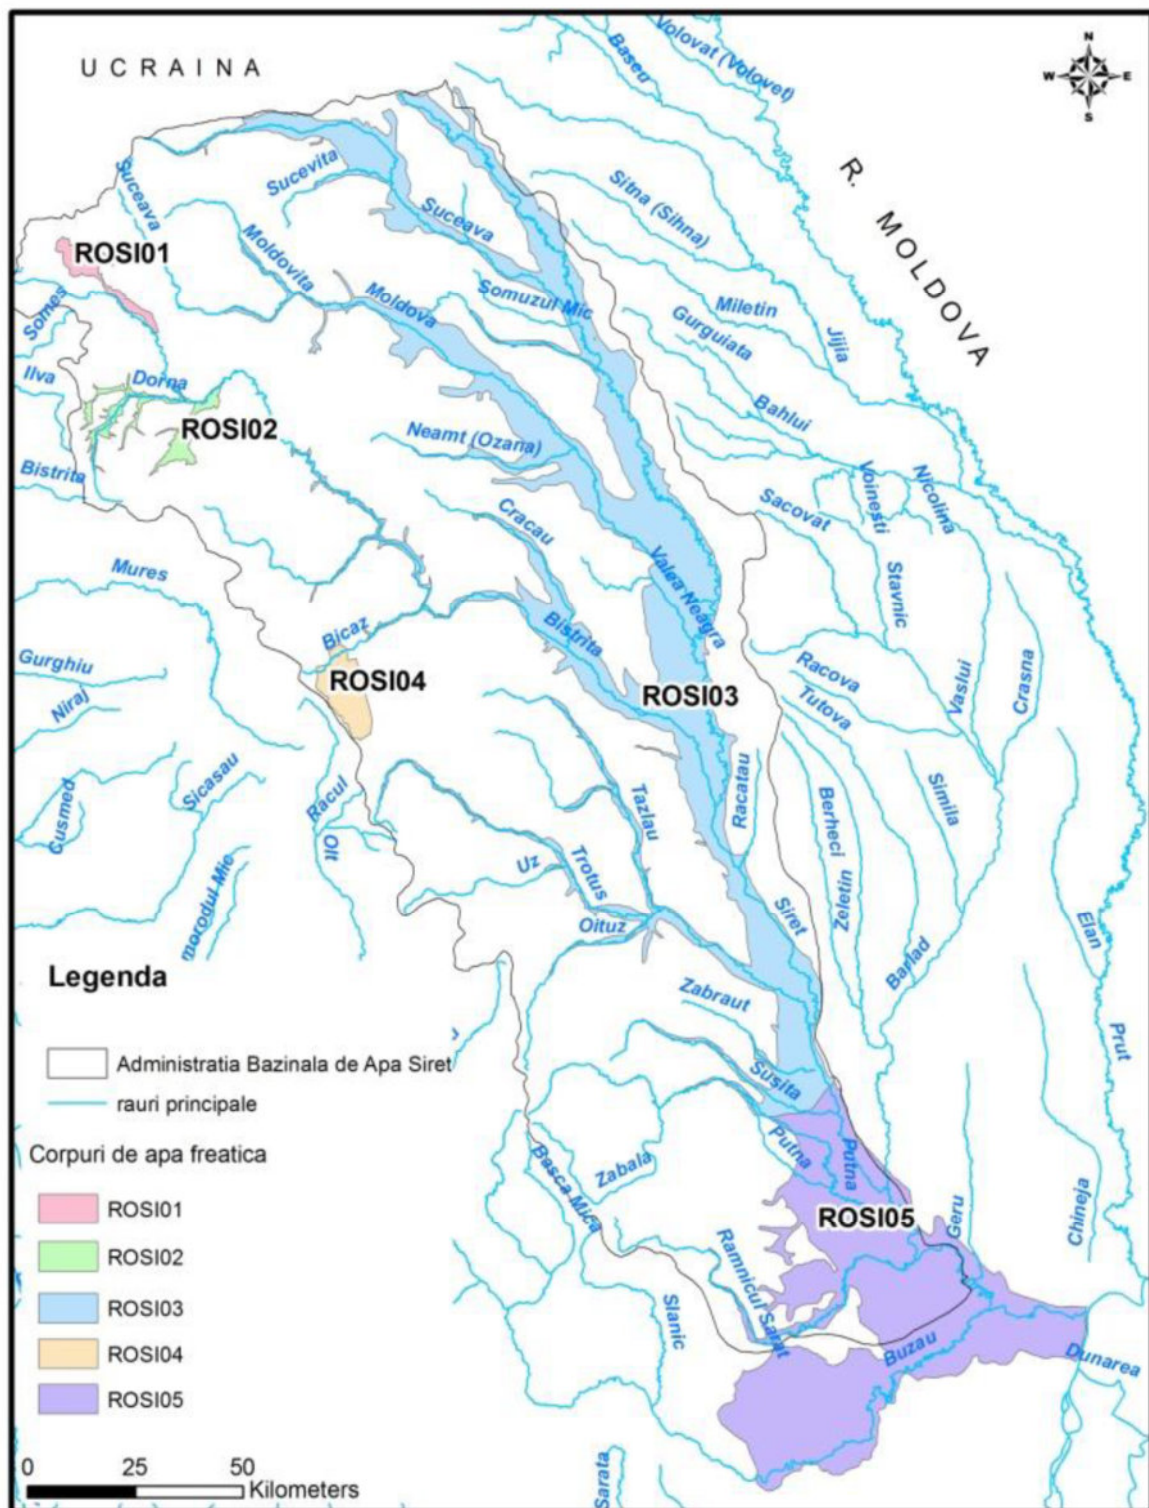 UCRAINA
N
W
E
S
R. MOLDOVA
Volovat (Volovet)
Baseu
Sitna (Sihna)
Sucevita
Suceava
Suceava
ROSI01
Moldovita
Moldova
Somuzul Mic
Miletin
Gurguiata
Jijia
Somes
Ilva
Dorna
ROSI02
Bahlui
Neamt (Ozana)
Bistrita
Voinesti
Nicolina
Cracau
Sacovat
Mures
Valea Neagra
Stavnic
Bicaz
Bistrita
Gurghiu
ROSI04
ROSI03
Racova
Vaslui
Crasna
Niraj
Tutova
Sicasau
Racul
Cusmed
Racatau
Berheci
Simila
Tazlau
Olt
Uz
Trotus
Zeletin
morodul Mic
Oituz
Siret
Elan
Barlad
Legenda
Zabraut
Prut
Administratia Bazinala de Apa Siret
rauri principale
Susita
Corpuri de apa freatica
Putna
Putna
Basca Mica
Zabala
ROSI01
ROSI05
Geru
Chineja
ROSI02
Ramnicul Sarat
ROSI03
Slanic
ROSI04
Buzau
Dunarea
ROSI05
0 25 50
Kilometers
Sarata